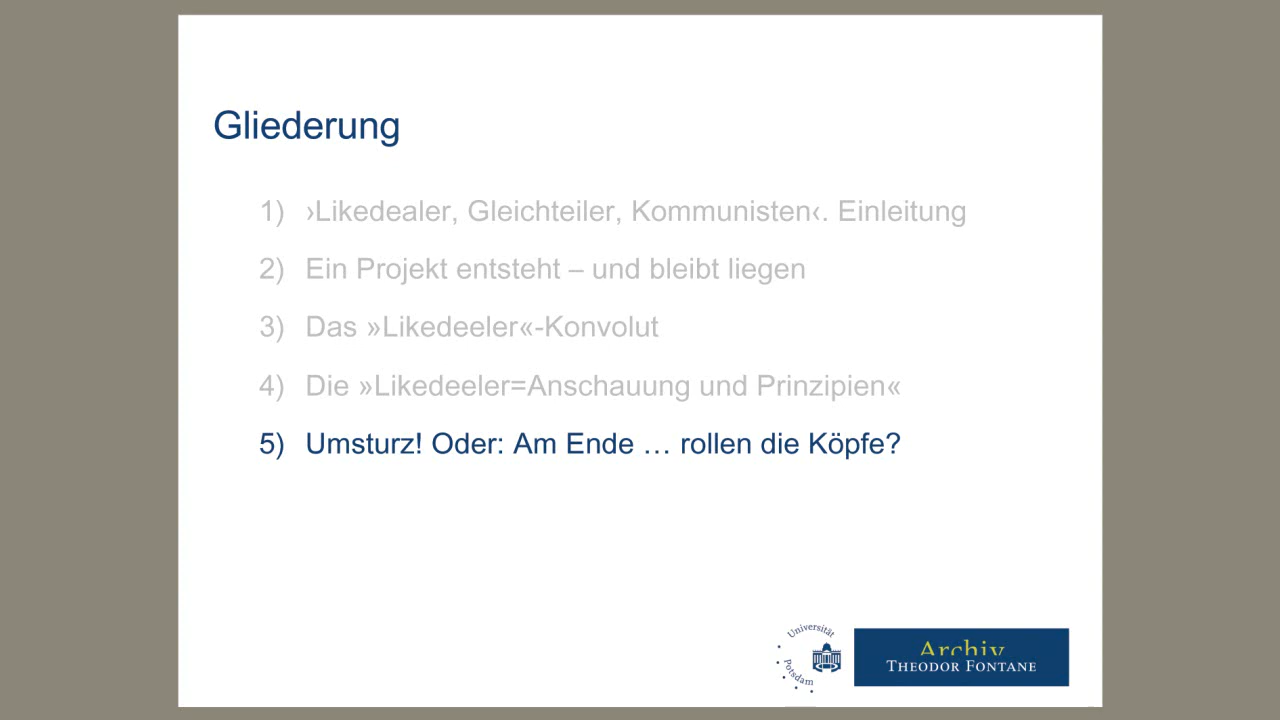 Gliederung
1) ›Likedealer, Gleichteiler, Kommunisten‹. Einleitung
2) Ein Projekt entsteht – und bleibt liegen
3) Das »Likedeeler«-Konvolut
4) Die »Likedeeler=Anschauung und Prinzipien«
5) Umsturz! Oder: Am Ende … rollen die Köpfe?
Universität
Potsdam
Archiv
THEODOR FONTANE